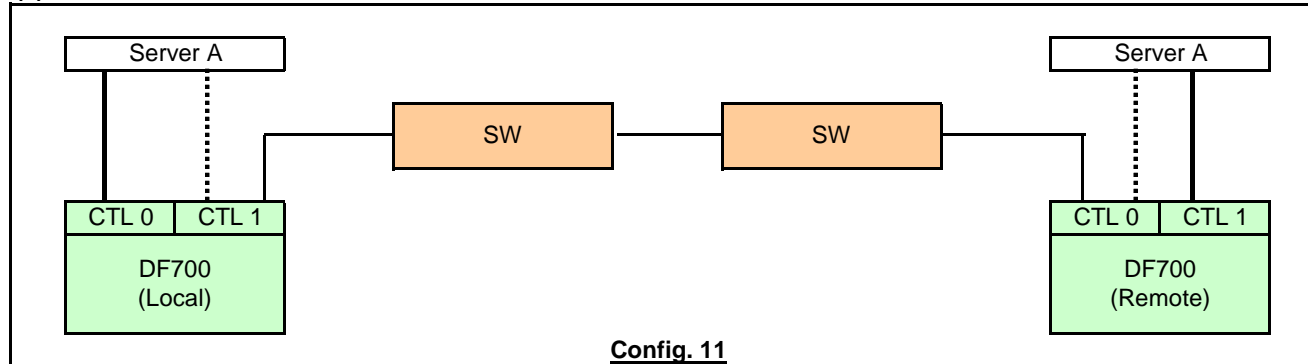 Server A
Server A
SW
SW
CTL 0
CTL 1
CTL 0
CTL 1
DF700
(Local)
DF700
(Remote)
Config. 11